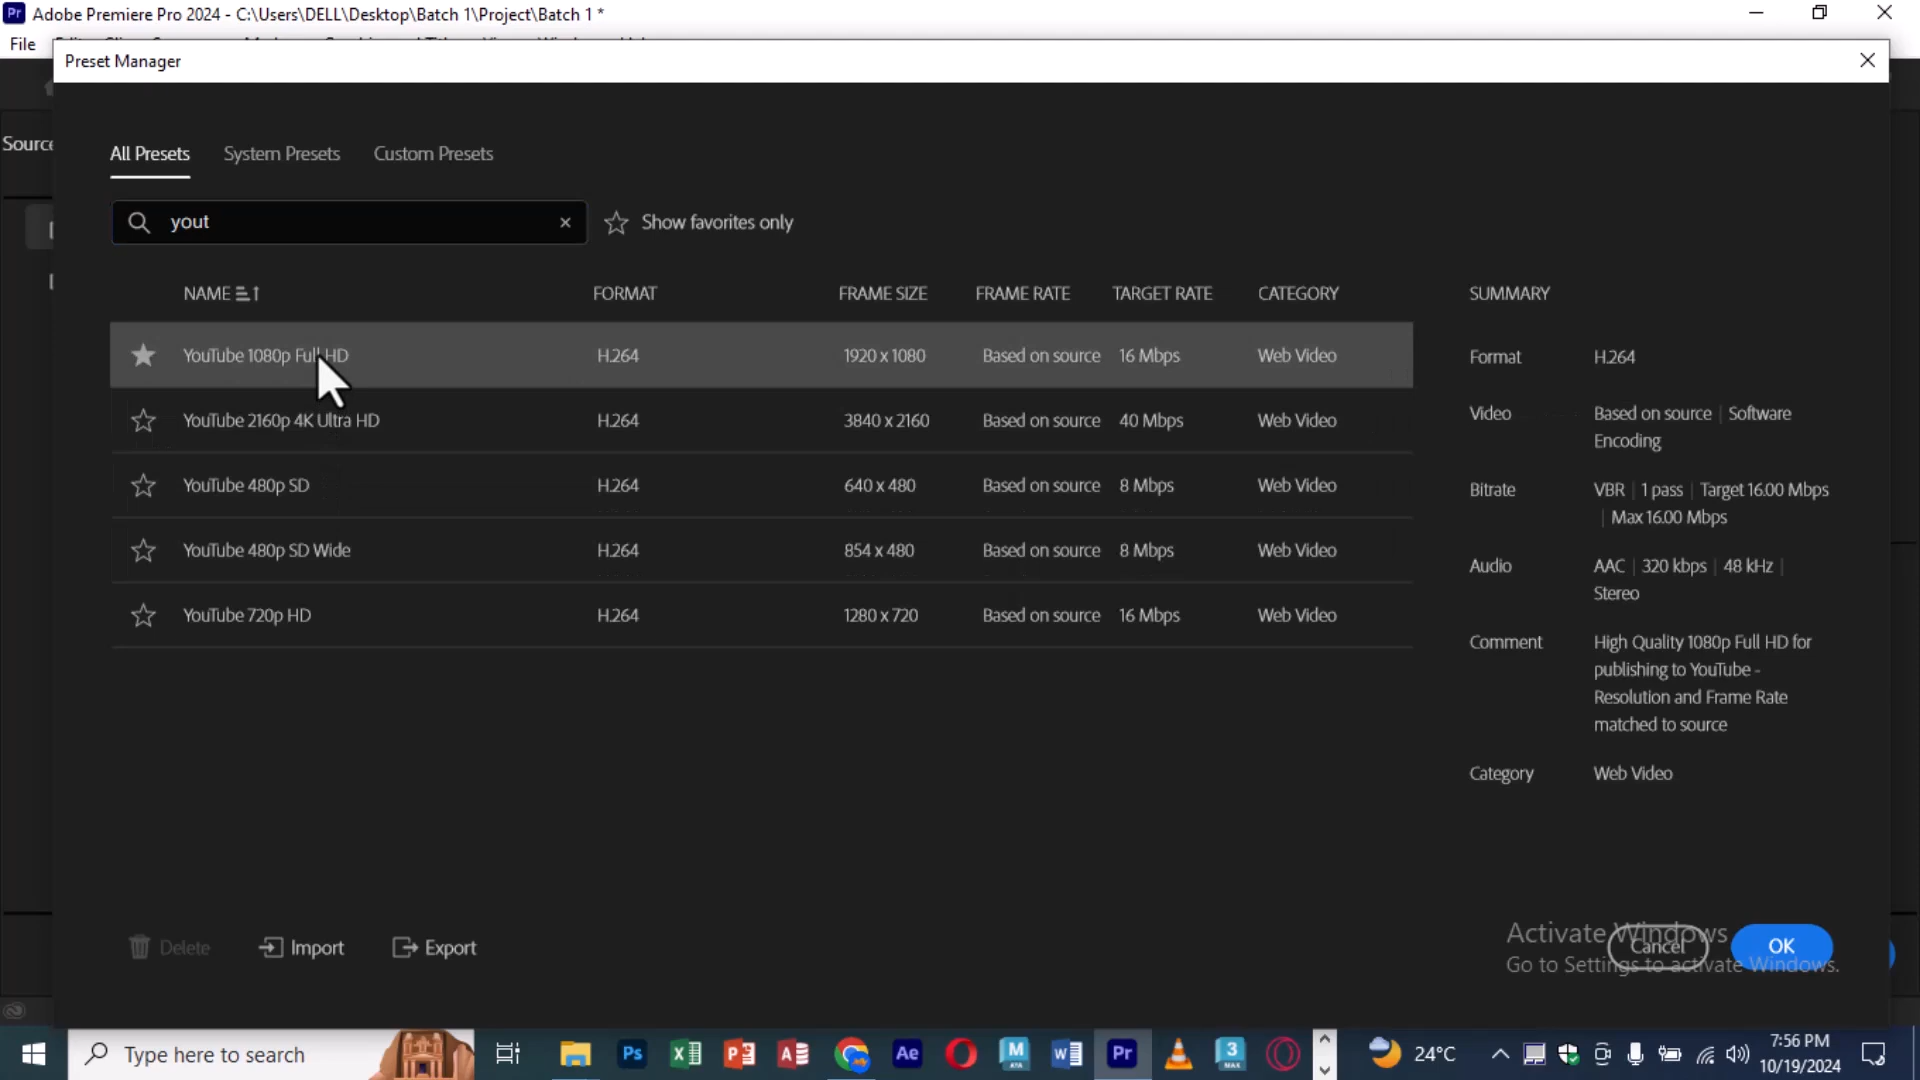 Pr Adobe Premiere Pro 2024 - C:\Users\DELL\Desktop\Batch 1\Project\Batch 1 *
File
Preset Manager
Source
All Presets System Presets Custom Presets
yout
Show favorites only
NAME FORMAT FRAME SIZE FRAME RATE TARGET RATE CATEGORY
YouTube 1080p Full HD H.264 1920 x 1080 Based on source 16 Mbps Web Video
YouTube 2160p 4K Ultra HD H.264 3840 x 2160 Based on source 40 Mbps Web Video
YouTube 480p SD H.264 640 x 480 Based on source 8 Mbps Web Video
YouTube 480p SD Wide H.264 854 x 480 Based on source 8 Mbps Web Video
YouTube 720p HD H.264 1280 x 720 Based on source 16 Mbps Web Video
SUMMARY
Format H.264
Video Based on source | Software
Encoding
Bitrate VBR | 1 pass | Target 16.00 Mbps
| Max 16.00 Mbps
Audio AAC | 320 kbps | 48 kHz |
Stereo
Comment High Quality 1080p Full HD for
publishing to YouTube -
Resolution and Frame Rate
matched to source
Category Web Video
Delete Import Export
Cancel OK
Activate Windows
Go to Settings to activate Windows.
Type here to search
Ps Ae M AYA Pr 3 MAX
24°C
7:56 PM
10/19/2024